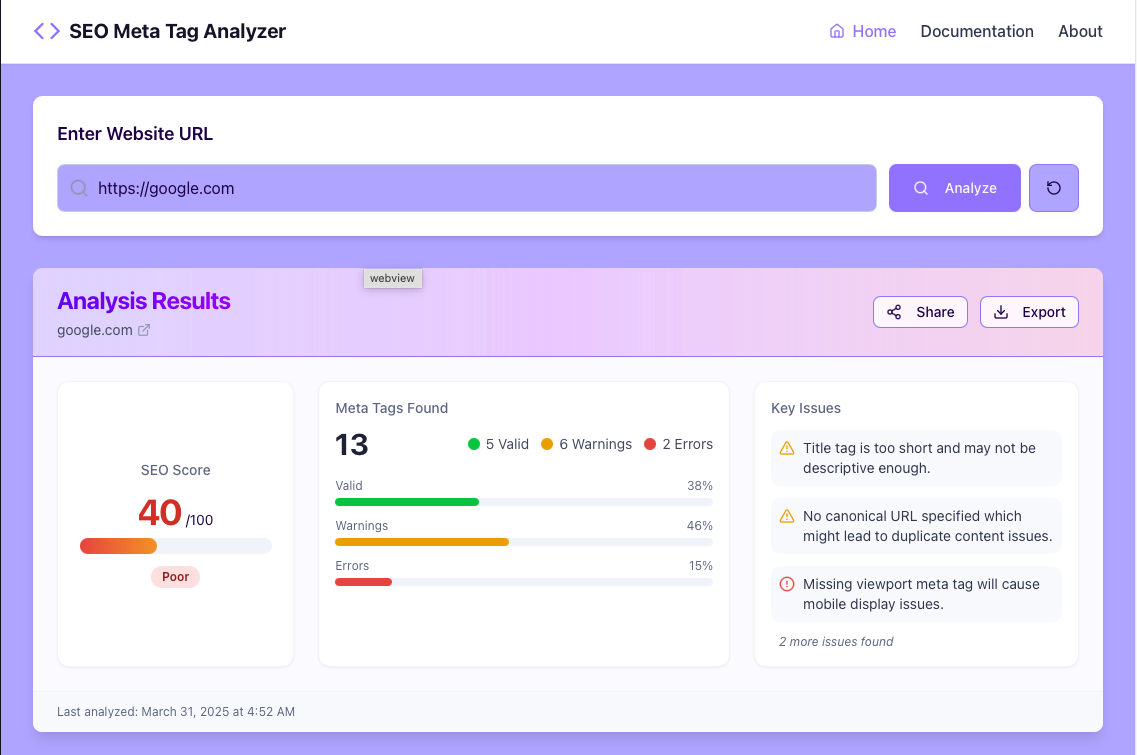 SEO Meta Tag Analyzer
Home
Documentation
About
Enter Website URL
https://google.com
Analyze
webview
Analysis Results
google.com
Share
Export
SEO Score
40 /100
Poor
Meta Tags Found
13
5 Valid
6 Warnings
2 Errors
Valid 38%
Warnings 46%
Errors 15%
Key Issues
Title tag is too short and may not be
descriptive enough.
No canonical URL specified which
might lead to duplicate content issues.
Missing viewport meta tag will cause
mobile display issues.
2 more issues found
Last analyzed: March 31, 2025 at 4:52 AM